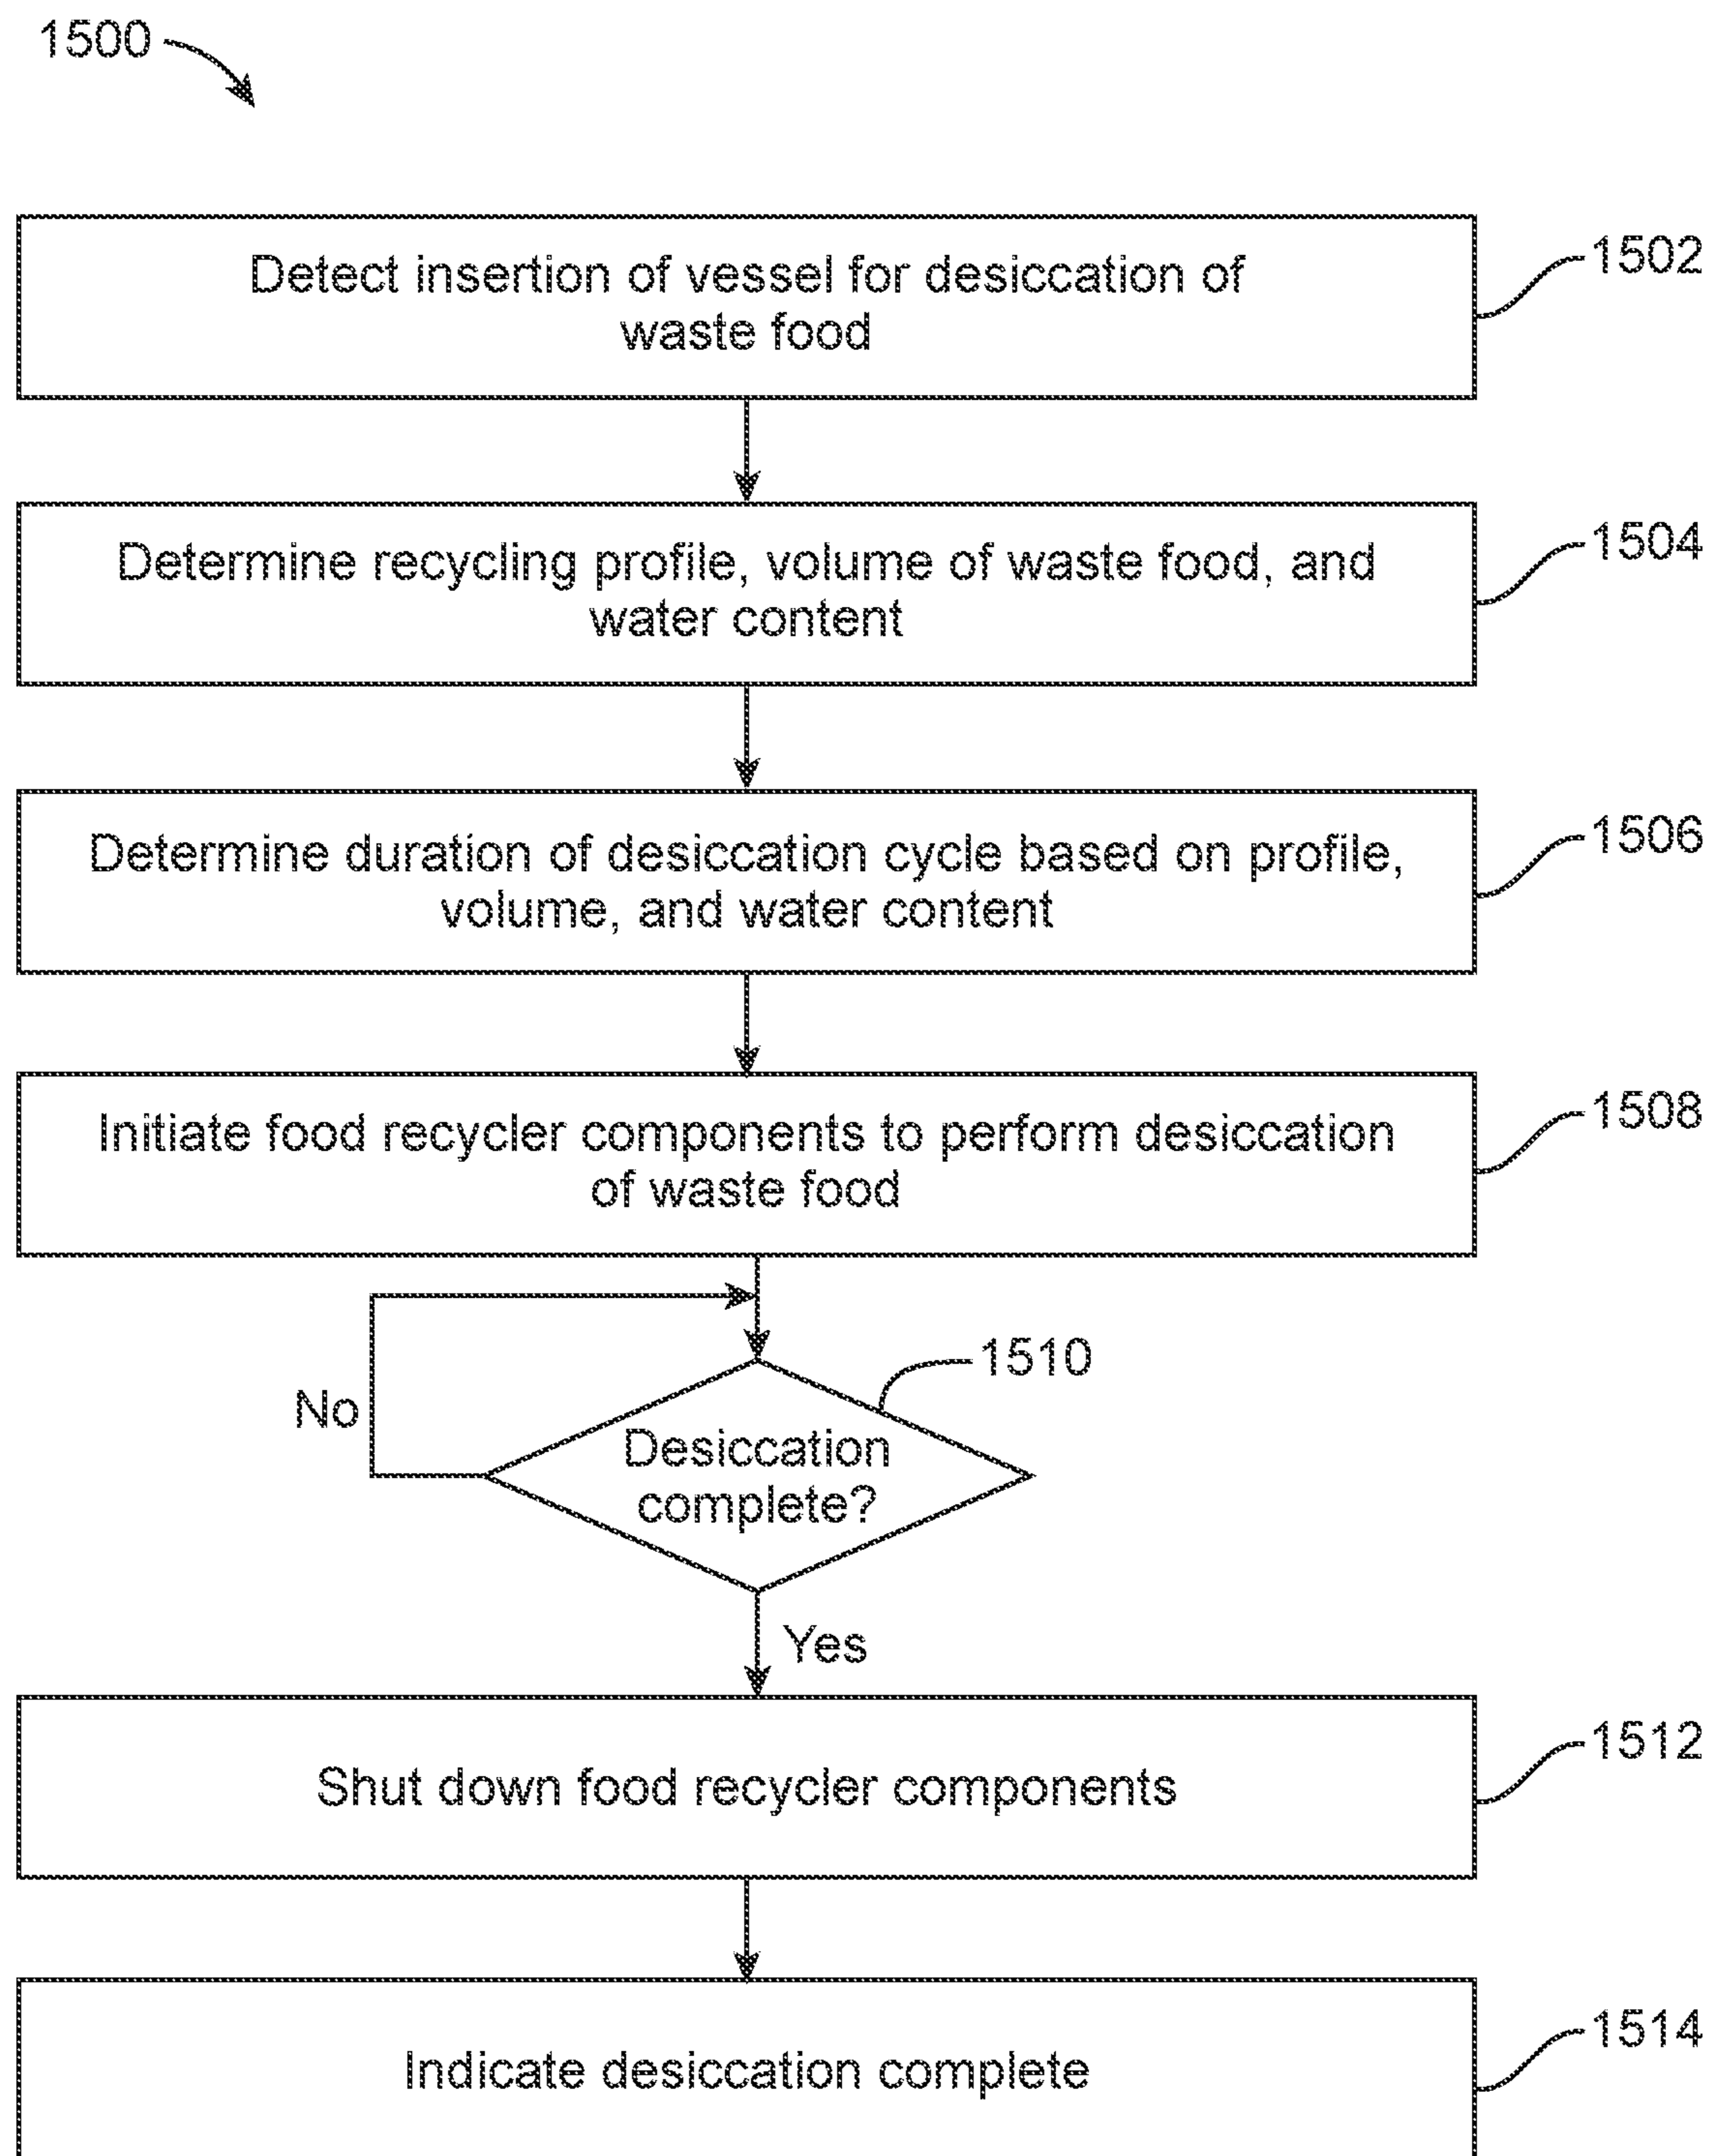 1500
Detect insertion of vessel for desiccation of
waste food
1502
Determine recycling profile, volume of waste food, and
water content
1504
Determine duration of desiccation cycle based on profile,
volume, and water content
1506
Initiate food recycler components to perform desiccation
of waste food
1508
1510
No
Desiccation
complete?
Yes
Shut down food recycler components
1512
Indicate desiccation complete
1514